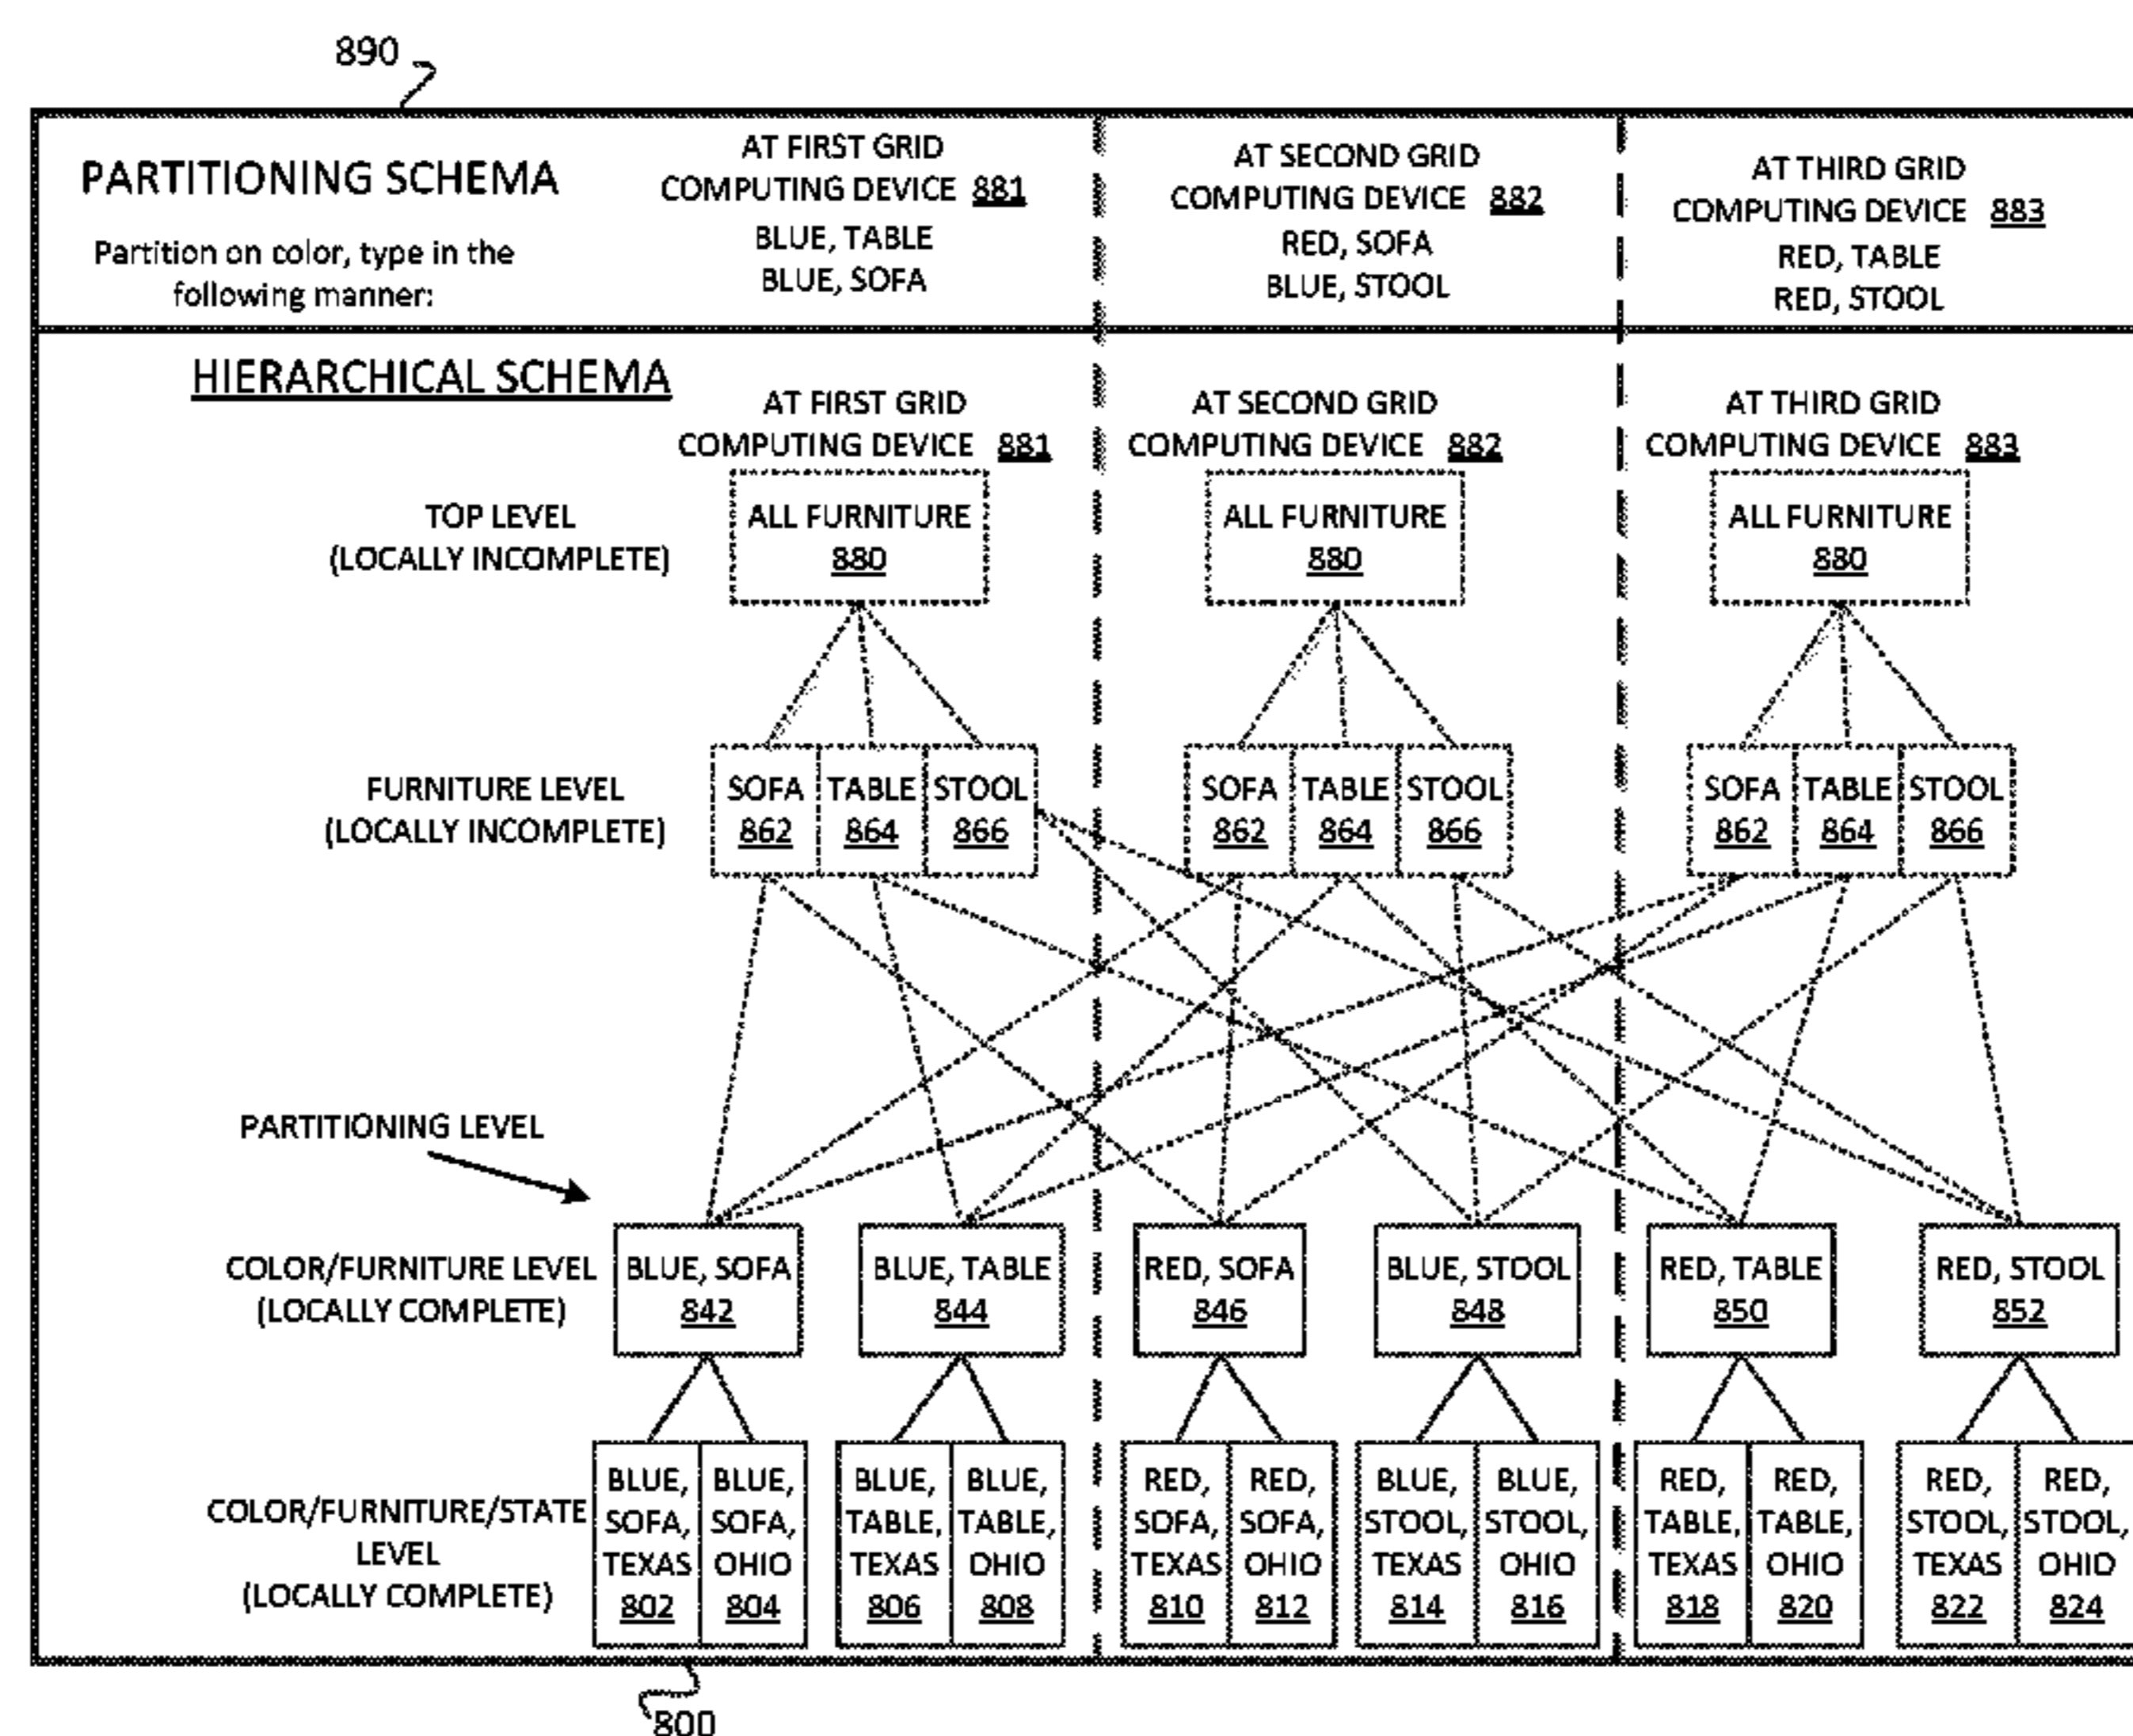 890
PARTITIONING SCHEMA
Partition on color, type in the
following manner:
AT FIRST GRID
COMPUTING DEVICE 881
BLUE, TABLE
BLUE, SOFA
AT SECOND GRID
COMPUTING DEVICE 882
RED, SOFA
BLUE, STOOL
AT THIRD GRID
COMPUTING DEVICE 883
RED, TABLE
RED, STOOL
HIERARCHICAL SCHEMA
AT FIRST GRID
COMPUTING DEVICE 881
AT SECOND GRID
COMPUTING DEVICE 882
AT THIRD GRID
COMPUTING DEVICE 883
TOP LEVEL
(LOCALLY INCOMPLETE)
ALL FURNITURE
880
ALL FURNITURE
880
ALL FURNITURE
880
FURNITURE LEVEL
(LOCALLY INCOMPLETE)
SOFA
862
TABLE
864
STOOL
866
SOFA
862
TABLE
864
STOOL
866
SOFA
862
TABLE
864
STOOL
866
PARTITIONING LEVEL
COLOR/FURNITURE LEVEL
(LOCALLY COMPLETE)
BLUE, SOFA
842
BLUE, TABLE
844
RED, SOFA
846
BLUE, STOOL
848
RED, TABLE
850
RED, STOOL
852
COLOR/FURNITURE/STATE
LEVEL
(LOCALLY COMPLETE)
BLUE,
SOFA,
TEXAS
802
BLUE,
SOFA,
OHIO
804
BLUE,
TABLE,
TEXAS
806
BLUE,
TABLE,
OHIO
808
RED,
SOFA,
TEXAS
810
RED,
SOFA,
OHIO
812
BLUE,
STOOL,
TEXAS
814
BLUE,
STOOL,
OHIO
816
RED,
TABLE,
TEXAS
818
RED,
TABLE,
OHIO
820
RED,
STOOL,
TEXAS
822
RED,
STOOL,
OHIO
824
800